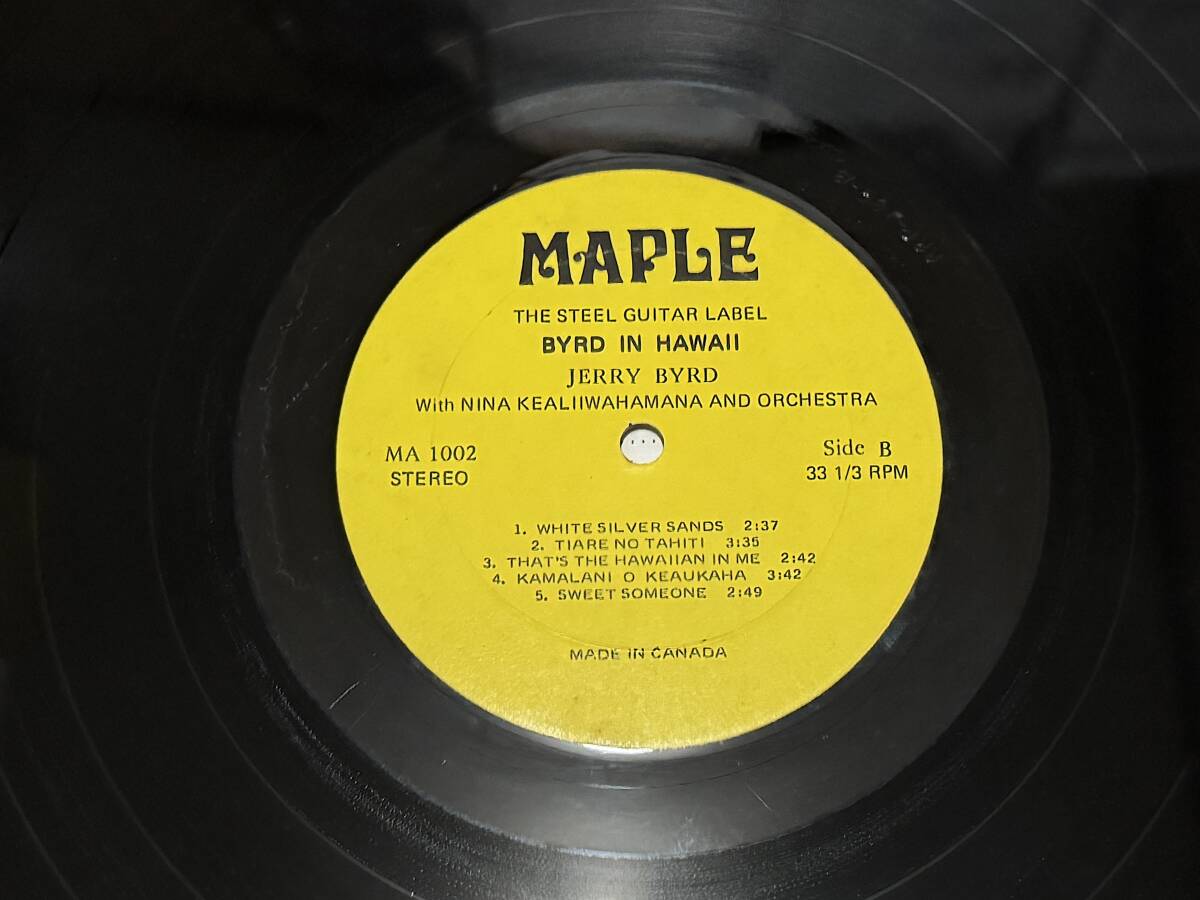 MAPLE
THE STEEL GUITAR LABEL
BYRD IN HAWAII
JERRY BYRD
With NINA KEALIIWAHAMANA AND ORCHESTRA
MA 1002
STEREO
Side B
33 1/3 RPM
1. WHITE SILVER SANDS 2:37
2. TIARE NO TAHITI 3:35
3. THAT'S THE HAWAIIAN IN ME 2:42
4. KAMALANI O KEAUKAHA 3:42
5. SWEET SOMEONE 2:49
MADE IN CANADA